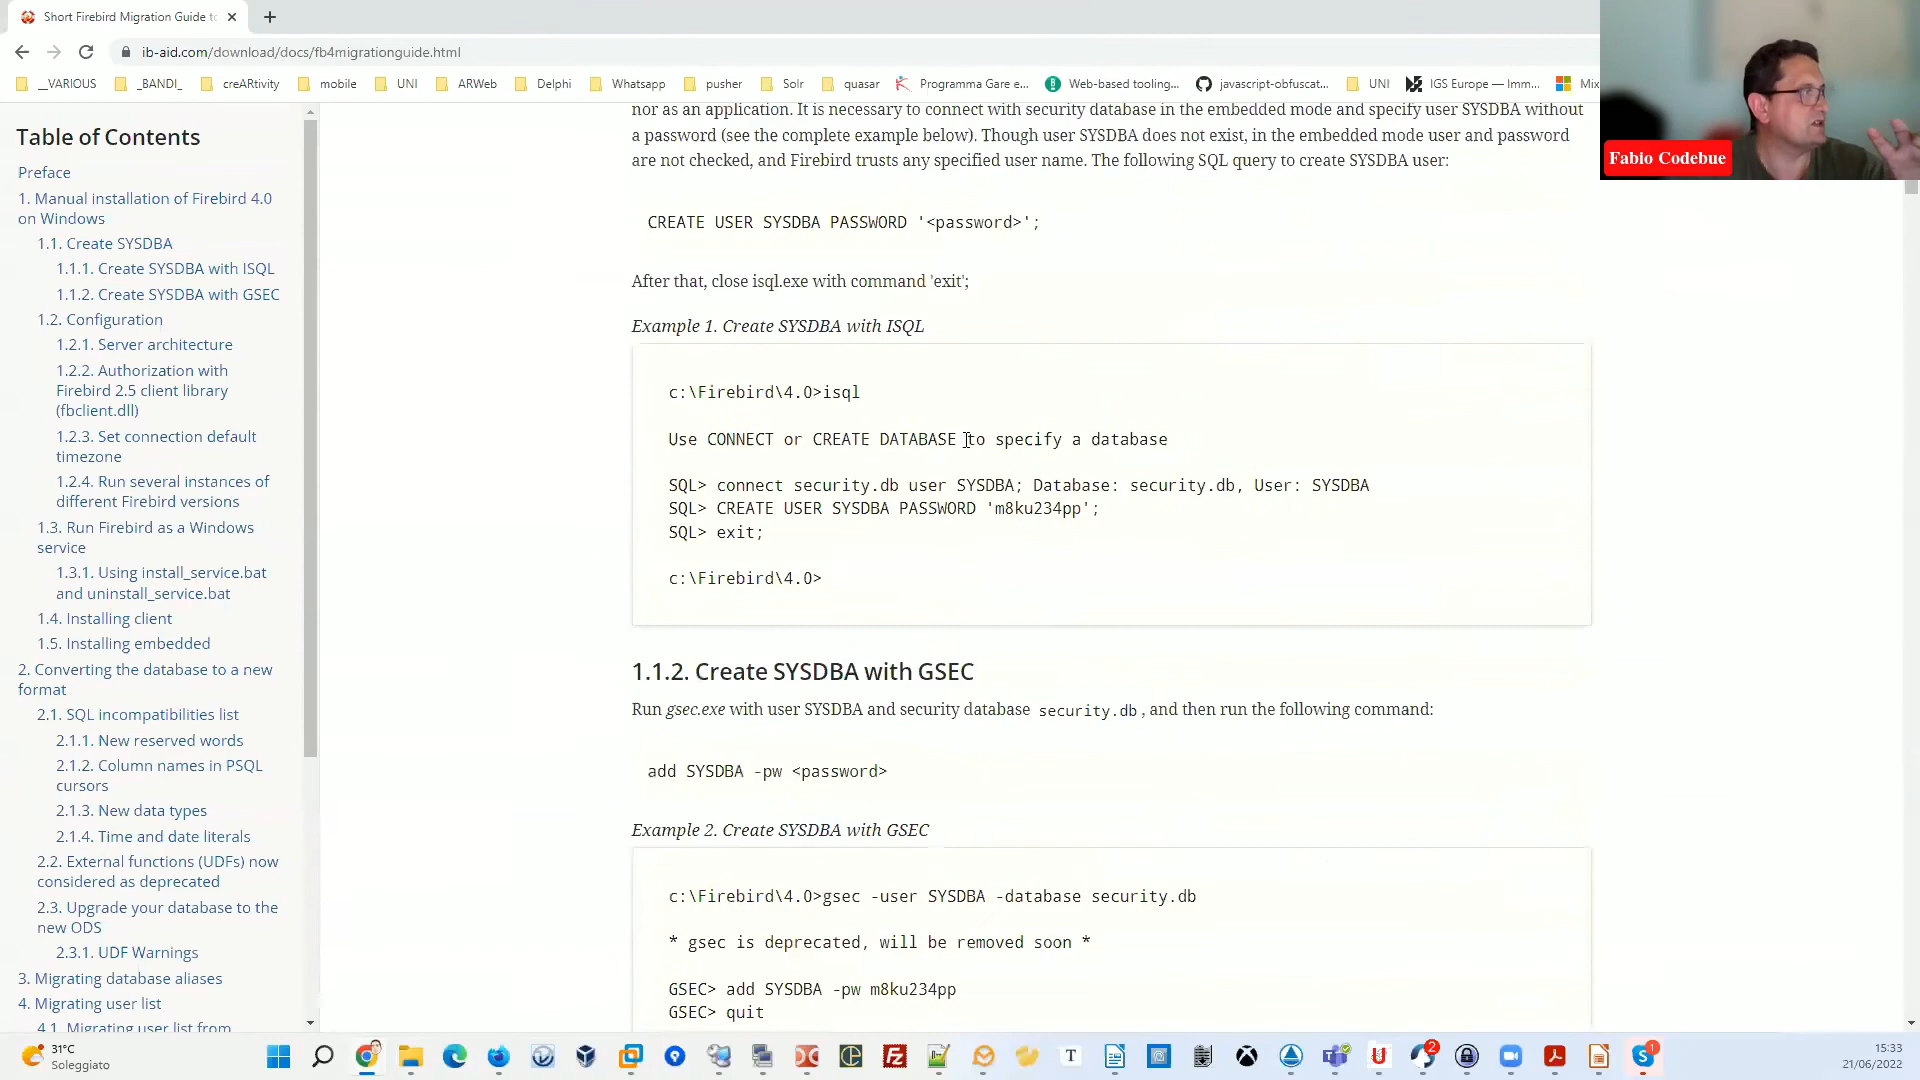 Short Firebird Migration Guide to
ib-aid.com/download/docs/fb4migrationguide.html
__VARIOUS
_BANDI_
creARtivity
mobile
UNI
ARWeb
Delphi
Whatsapp
pusher
Solr
quasar
Programma Gare e...
Web-based tooling...
javascript-obfuscat...
UNI
IGS Europe — Imm...
Mix
Fabio Codebue
Table of Contents
Preface
1. Manual installation of Firebird 4.0
on Windows
1.1. Create SYSDBA
1.1.1. Create SYSDBA with ISQL
1.1.2. Create SYSDBA with GSEC
1.2. Configuration
1.2.1. Server architecture
1.2.2. Authorization with
Firebird 2.5 client library
(fbclient.dll)
1.2.3. Set connection default
timezone
1.2.4. Run several instances of
different Firebird versions
1.3. Run Firebird as a Windows
service
1.3.1. Using install_service.bat
and uninstall_service.bat
1.4. Installing client
1.5. Installing embedded
2. Converting the database to a new
format
2.1. SQL incompatibilities list
2.1.1. New reserved words
2.1.2. Column names in PSQL
cursors
2.1.3. New data types
2.1.4. Time and date literals
2.2. External functions (UDFs) now
considered as deprecated
2.3. Upgrade your database to the
new ODS
2.3.1. UDF Warnings
3. Migrating database aliases
4. Migrating user list
4.1. Migrating user list from
nor as an application. It is necessary to connect with security database in the embedded mode and specify user SYSDBA without
a password (see the complete example below). Though user SYSDBA does not exist, in the embedded mode user and password
are not checked, and Firebird trusts any specified user name. The following SQL query to create SYSDBA user:
CREATE USER SYSDBA PASSWORD '<password>';
After that, close isql.exe with command 'exit';
Example 1. Create SYSDBA with ISQL
c:\Firebird\4.0>isql
Use CONNECT or CREATE DATABASE to specify a database
SQL> connect security.db user SYSDBA; Database: security.db, User: SYSDBA
SQL> CREATE USER SYSDBA PASSWORD 'm8ku234pp';
SQL> exit;
c:\Firebird\4.0>
1.1.2. Create SYSDBA with GSEC
Run gsec.exe with user SYSDBA and security database security.db, and then run the following command:
add SYSDBA -pw <password>
Example 2. Create SYSDBA with GSEC
c:\Firebird\4.0>gsec -user SYSDBA -database security.db
* gsec is deprecated, will be removed soon *
GSEC> add SYSDBA -pw m8ku234pp
GSEC> quit
31°C
Soleggiato
2
1
15:33
21/06/2022